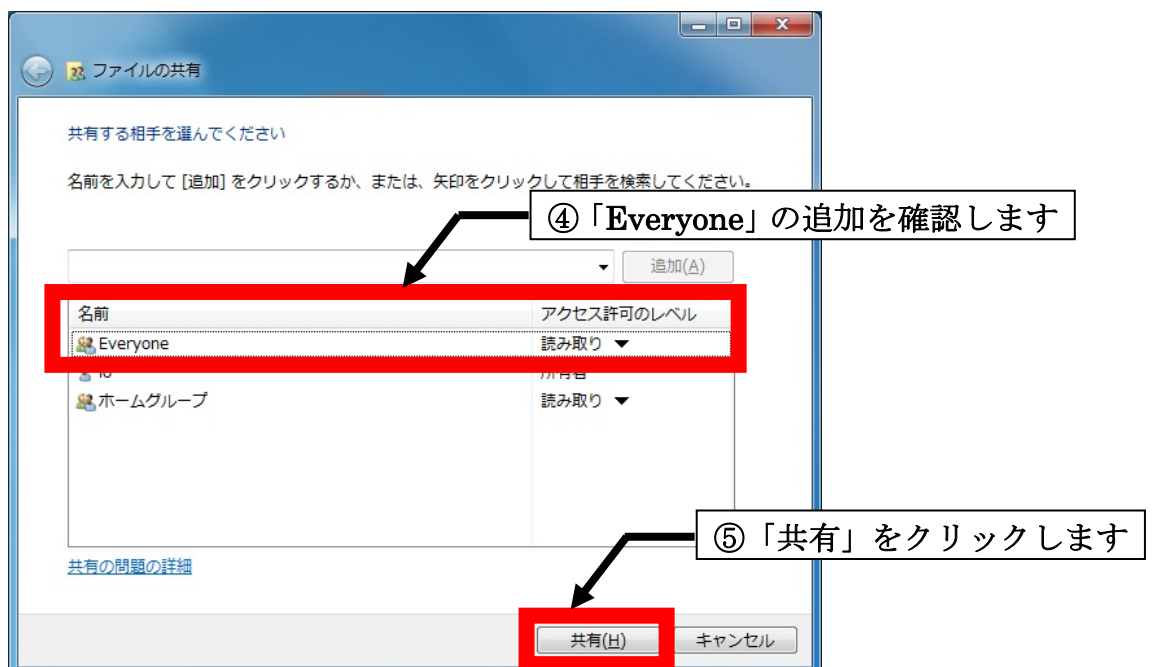 ファイルの共有
共有する相手を選んでください
名前を入力して [追加] をクリックするか、または、矢印をクリックして相手を検索してください。
④「Everyone」の追加を確認します
追加(A)
名前 アクセス許可のレベル
Everyone 読み取り
所有者
ホームグループ 読み取り
⑤「共有」をクリックします
共有の問題の詳細
共有(H) キャンセル